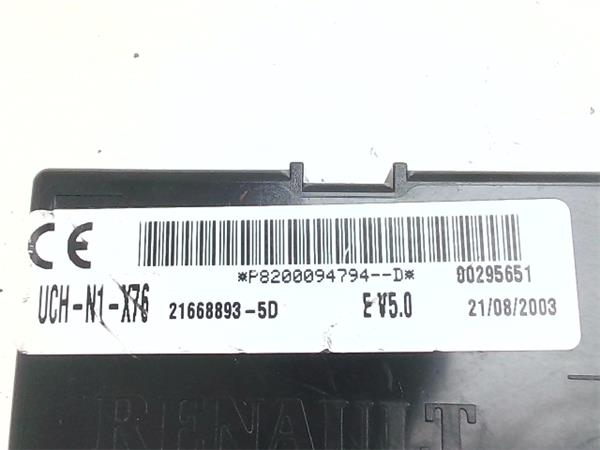 CE
*P8200094794--D* 00295651
UCH-N1-X76 21668893-5D E V5.0 21/08/2003
RENAULT